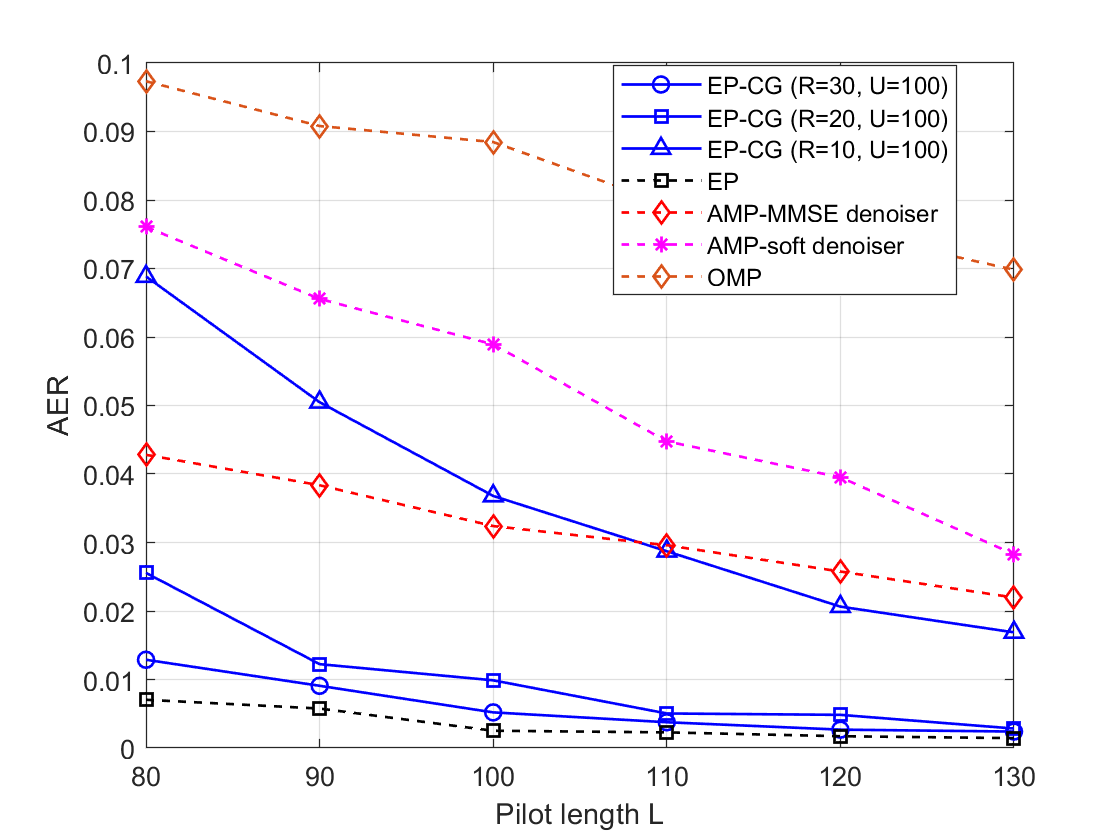 0.1
0.09
0.08
0.07
0.06
0.05
0.04
0.03
0.02
0.01
0
AER
EP-CG (R=30, U=100)
EP-CG (R=20, U=100)
EP-CG (R=10, U=100)
EP
AMP-MMSE denoiser
AMP-soft denoiser
OMP
80 90 100 110 120 130
Pilot length L